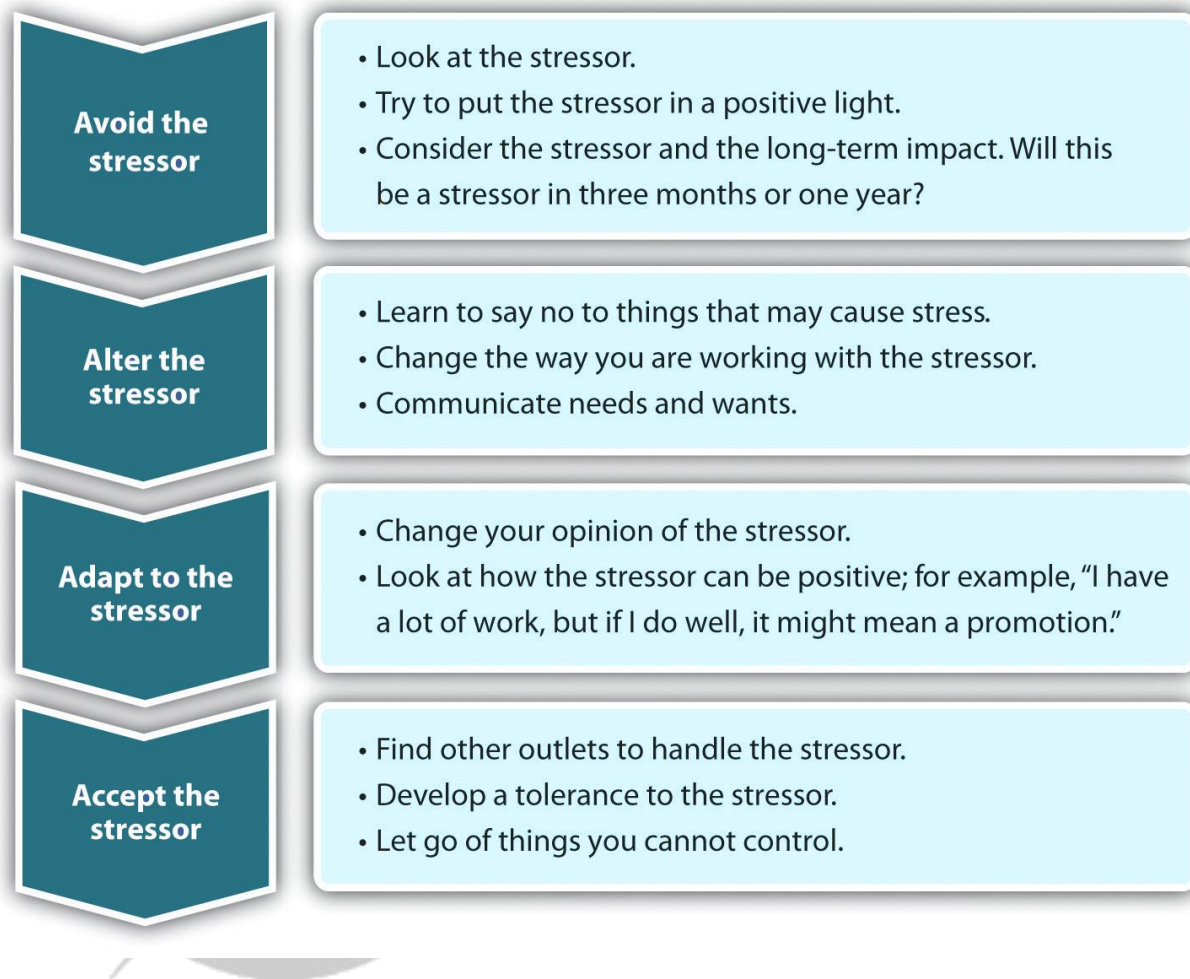 Avoid the
stressor
• Look at the stressor.
• Try to put the stressor in a positive light.
• Consider the stressor and the long-term impact. Will this
be a stressor in three months or one year?
Alter the
stressor
• Learn to say no to things that may cause stress.
• Change the way you are working with the stressor.
• Communicate needs and wants.
Adapt to the
stressor
• Change your opinion of the stressor.
• Look at how the stressor can be positive; for example, “I have
a lot of work, but if I do well, it might mean a promotion.”
Accept the
stressor
• Find other outlets to handle the stressor.
• Develop a tolerance to the stressor.
• Let go of things you cannot control.